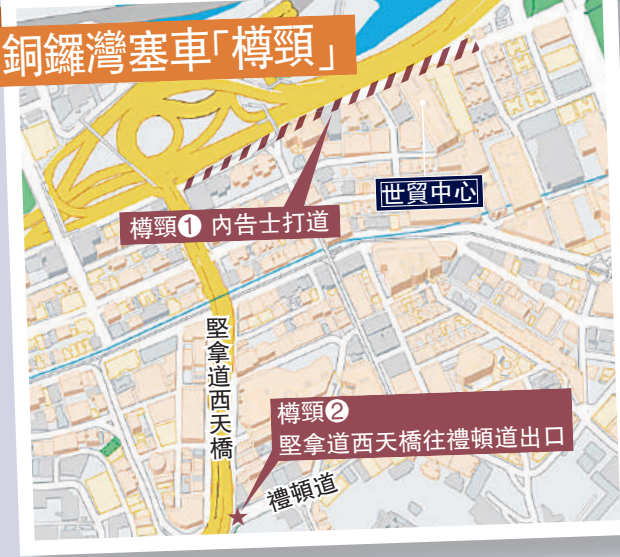 銅鑼灣塞車「樽頸」
世貿中心
樽頸❶ 內告士打道
堅拿道西天橋
樽頸❷
堅拿道西天橋往禮頓道出口
禮頓道